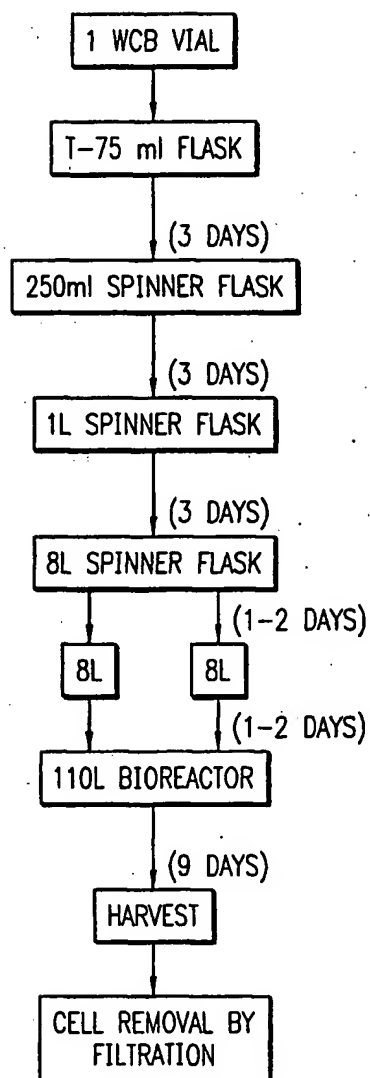 1 WCB VIAL
T-75 ml FLASK
(3 DAYS)
250ml SPINNER FLASK
(3 DAYS)
1L SPINNER FLASK
(3 DAYS)
8L SPINNER FLASK
(1-2 DAYS)
8L 8L
(1-2 DAYS)
110L BIOREACTOR
(9 DAYS)
HARVEST
CELL REMOVAL BY
FILTRATION